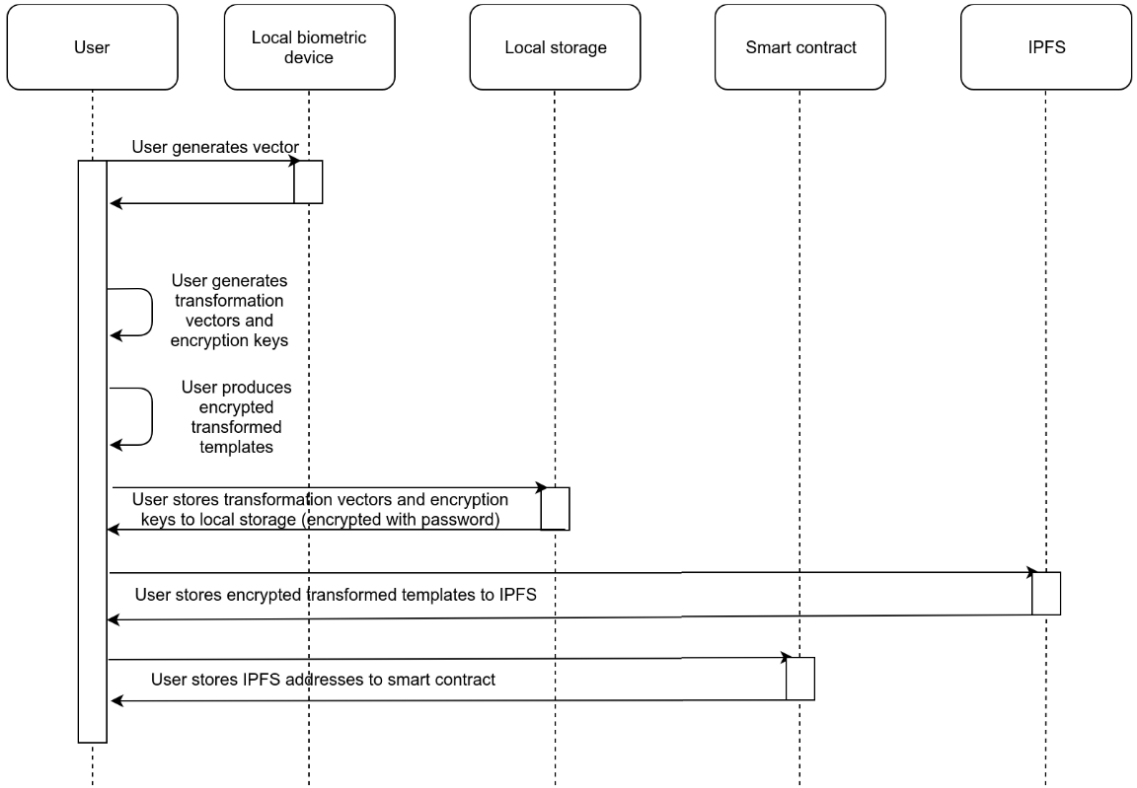 User
Local biometric
device
Local storage
Smart contract
IPFS
User generates vector
User generates
transformation
vectors and
encryption keys
User produces
encrypted
transformed
templates
User stores transformation vectors and encryption
keys to local storage (encrypted with password)
User stores encrypted transformed templates to IPFS
User stores IPFS addresses to smart contract